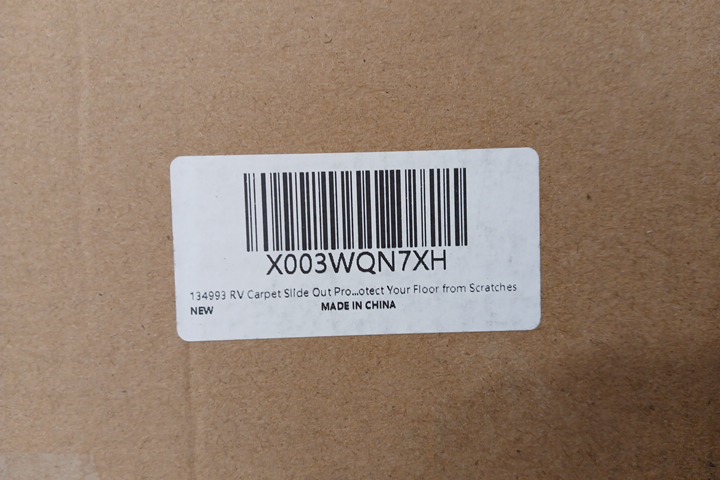 X003WQN7XH
134993 RV Carpet Slide Out Pro...otect Your Floor from Scratches
NEW
MADE IN CHINA